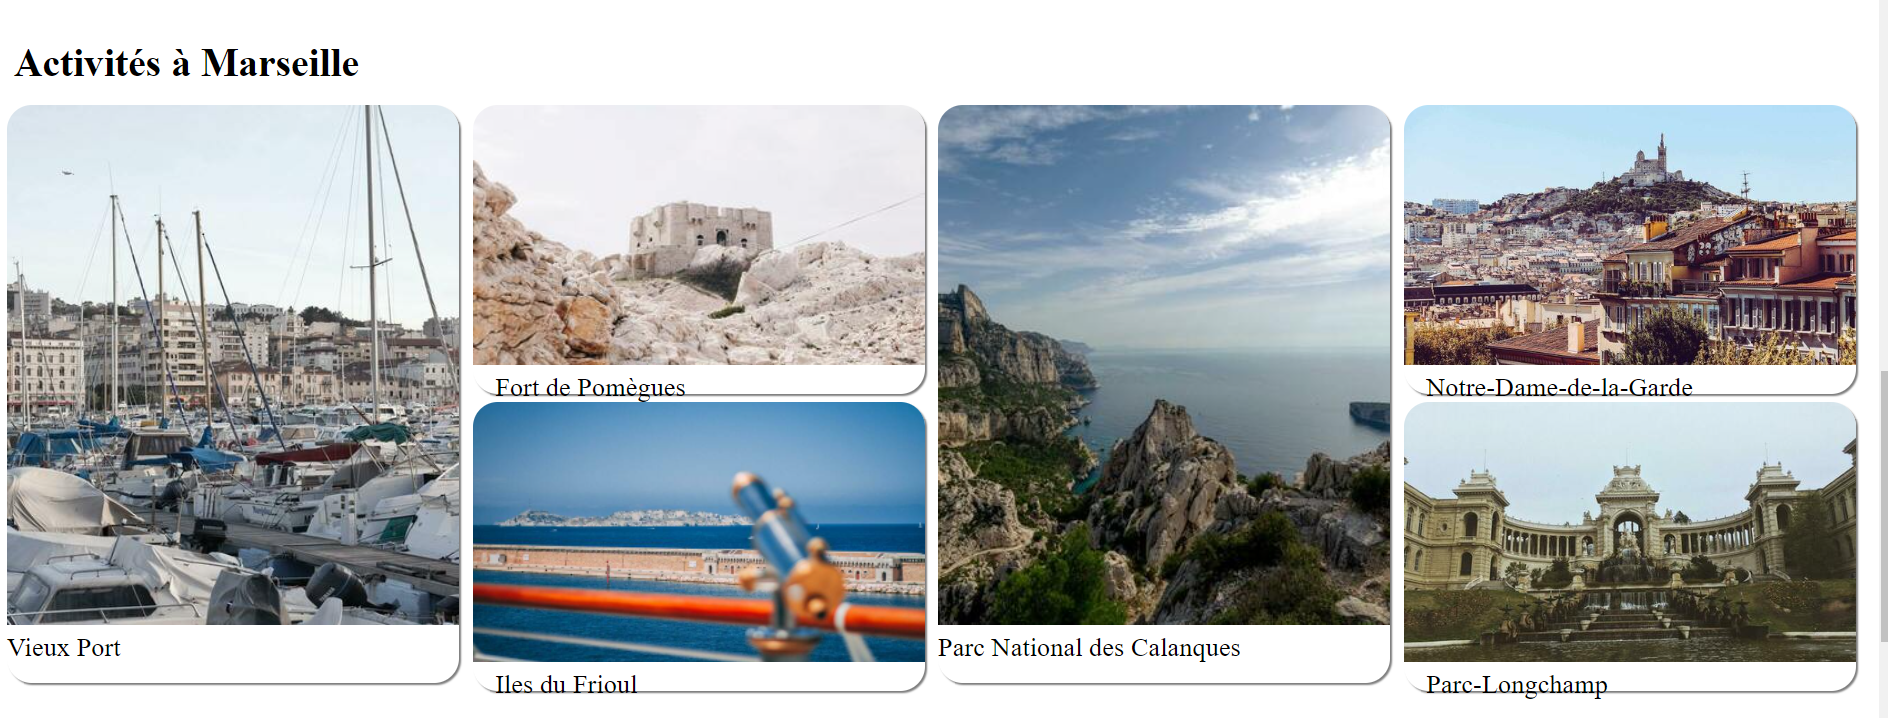 Activités à Marseille
Vieux Port
Fort de Pomègues
Iles du Frioul
Parc National des Calanques
Notre-Dame-de-la-Garde
Parc-Longchamp